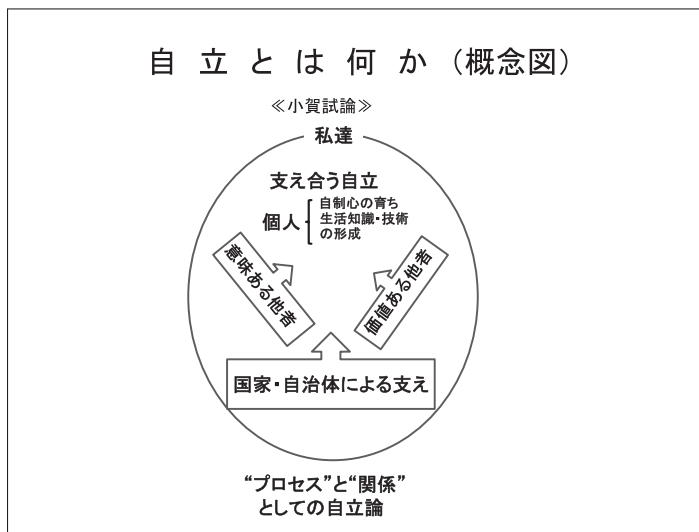 自立とは何か（概念図）
≪小賀試論≫
私達
支え合う自立
個人
自制心の育ち
生活知識・技術
の形成
意味ある他者
価値ある他者
国家・自治体による支え
“プロセス”と“関係”
としての自立論